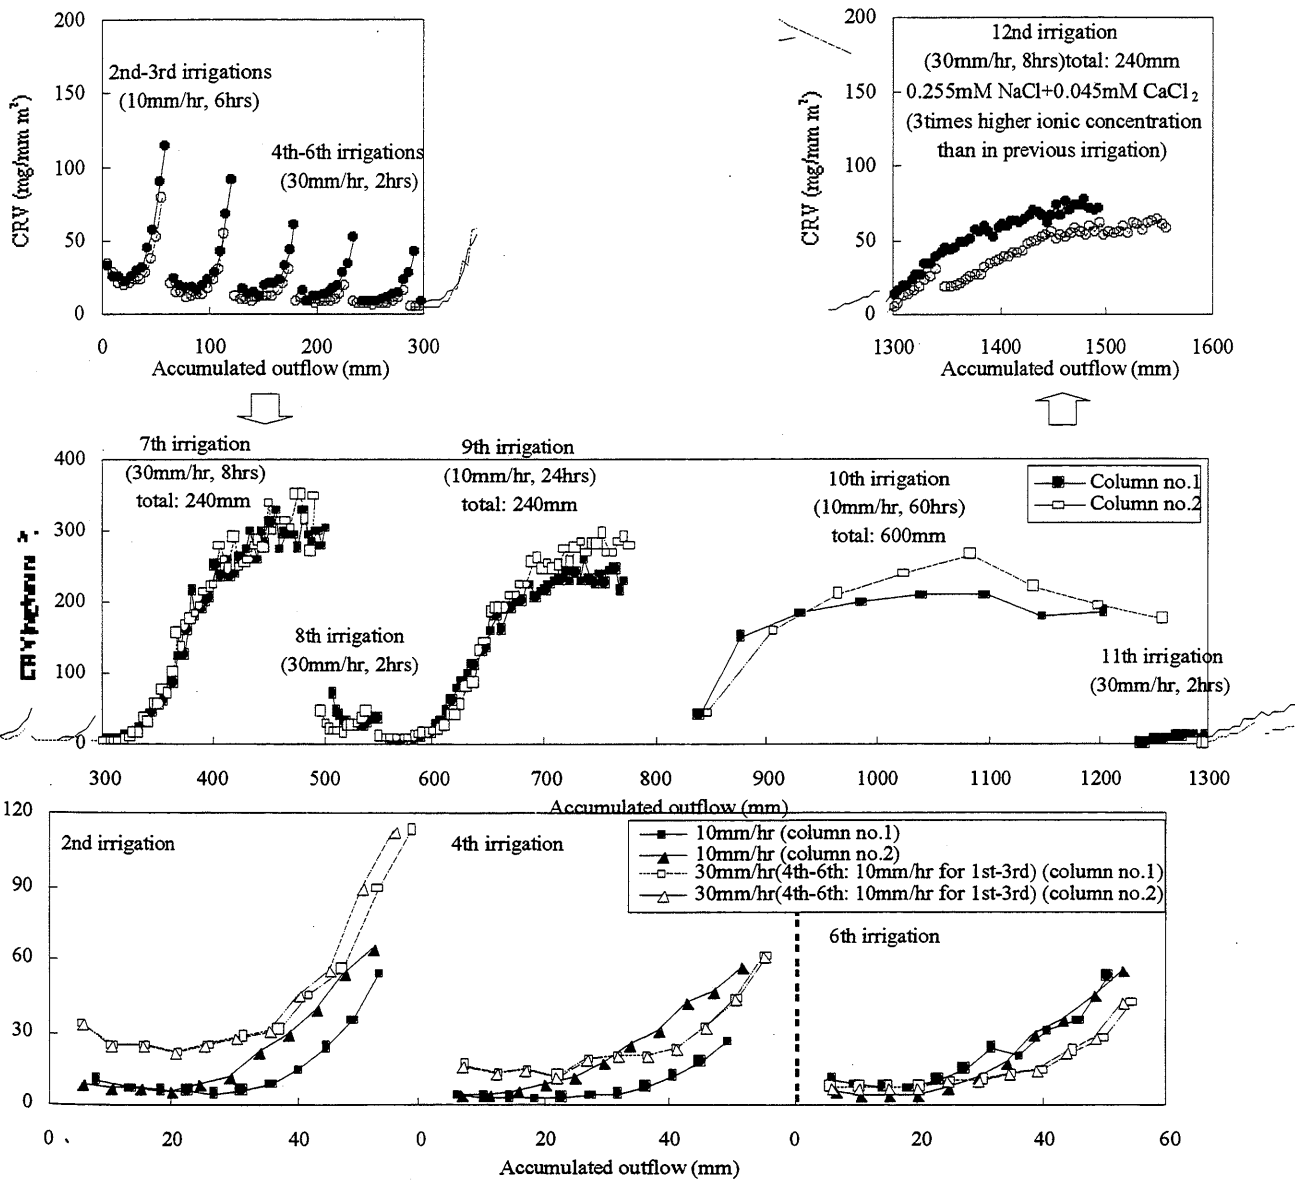 200
150
100
50
0
CRV (mg/mm m²)
2nd-3rd irrigations
(10mm/hr, 6hrs)
4th-6th irrigations
(30mm/hr, 2hrs)
0 100 200 300
Accumulated outflow (mm)
200
150
100
50
0
CRV (mg/mm m²)
12nd irrigation
(30mm/hr, 8hrs)total: 240mm
0.255mM NaCl+0.045mM CaCl₂
(3times higher ionic concentration
than in previous irrigation)
1300 1400 1500 1600
Accumulated outflow (mm)
400
300
200
100
0
7th irrigation
(30mm/hr, 8hrs)
total: 240mm
8th irrigation
(30mm/hr, 2hrs)
9th irrigation
(10mm/hr, 24hrs)
total: 240mm
10th irrigation
(10mm/hr, 60hrs)
total: 600mm
Column no.1
Column no.2
11th irrigation
(30mm/hr, 2hrs)
300 400 500 600 700 800 900 1000 1100 1200 1300
Accumulated outflow (mm)
120
90
60
30
0
2nd irrigation
4th irrigation
10mm/hr (column no.1)
10mm/hr (column no.2)
30mm/hr(4th-6th: 10mm/hr for 1st-3rd) (column no.1)
30mm/hr(4th-6th: 10mm/hr for 1st-3rd) (column no.2)
6th irrigation
0 20 40 0 20 40 0 20 40 60
Accumulated outflow (mm)